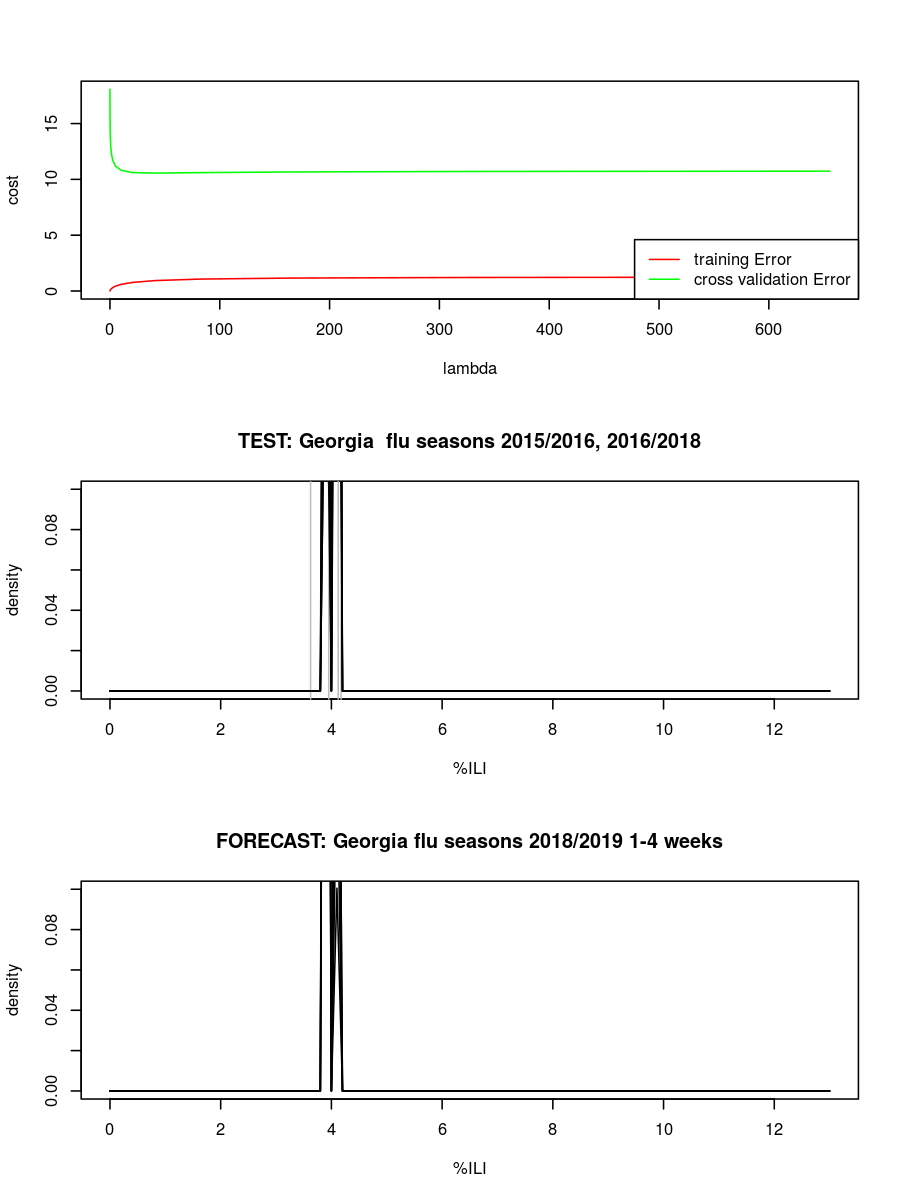 15
10
5
0
cost
training Error
cross validation Error
0 100 200 300 400 500 600
lambda
TEST: Georgia  flu seasons 2015/2016, 2016/2018
0.08
0.04
0.00
density
0 2 4 6 8 10 12
%ILI
FORECAST: Georgia flu seasons 2018/2019 1-4 weeks
0.08
0.04
0.00
density
0 2 4 6 8 10 12
%ILI